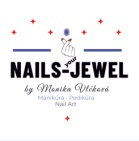 your
NAILS-JEWEL
by Monika Vlčková
Manikúra - Pedikúra
Nail Art